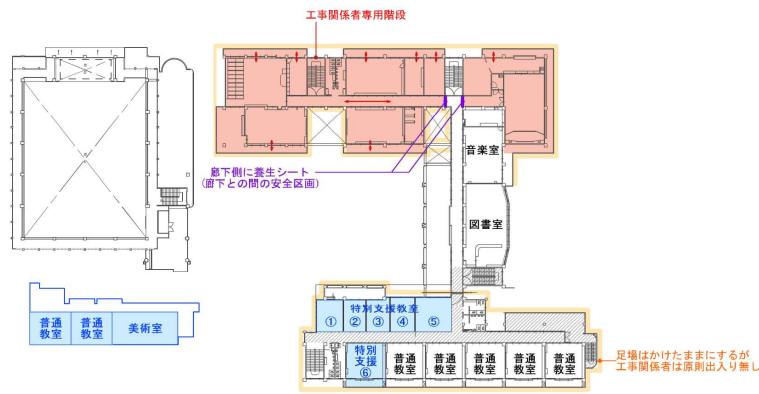 工事関係者専用階段
音楽室
廊下側に養生シート
(廊下との間の安全区画)
図書室
普通
教室
普通
教室
美術室
特別支援教室
①
②
③
④
⑤
特別
支援
⑥
普通
教室
普通
教室
普通
教室
普通
教室
普通
教室
足場はかけたままにするが
工事関係者は原則出入り無し